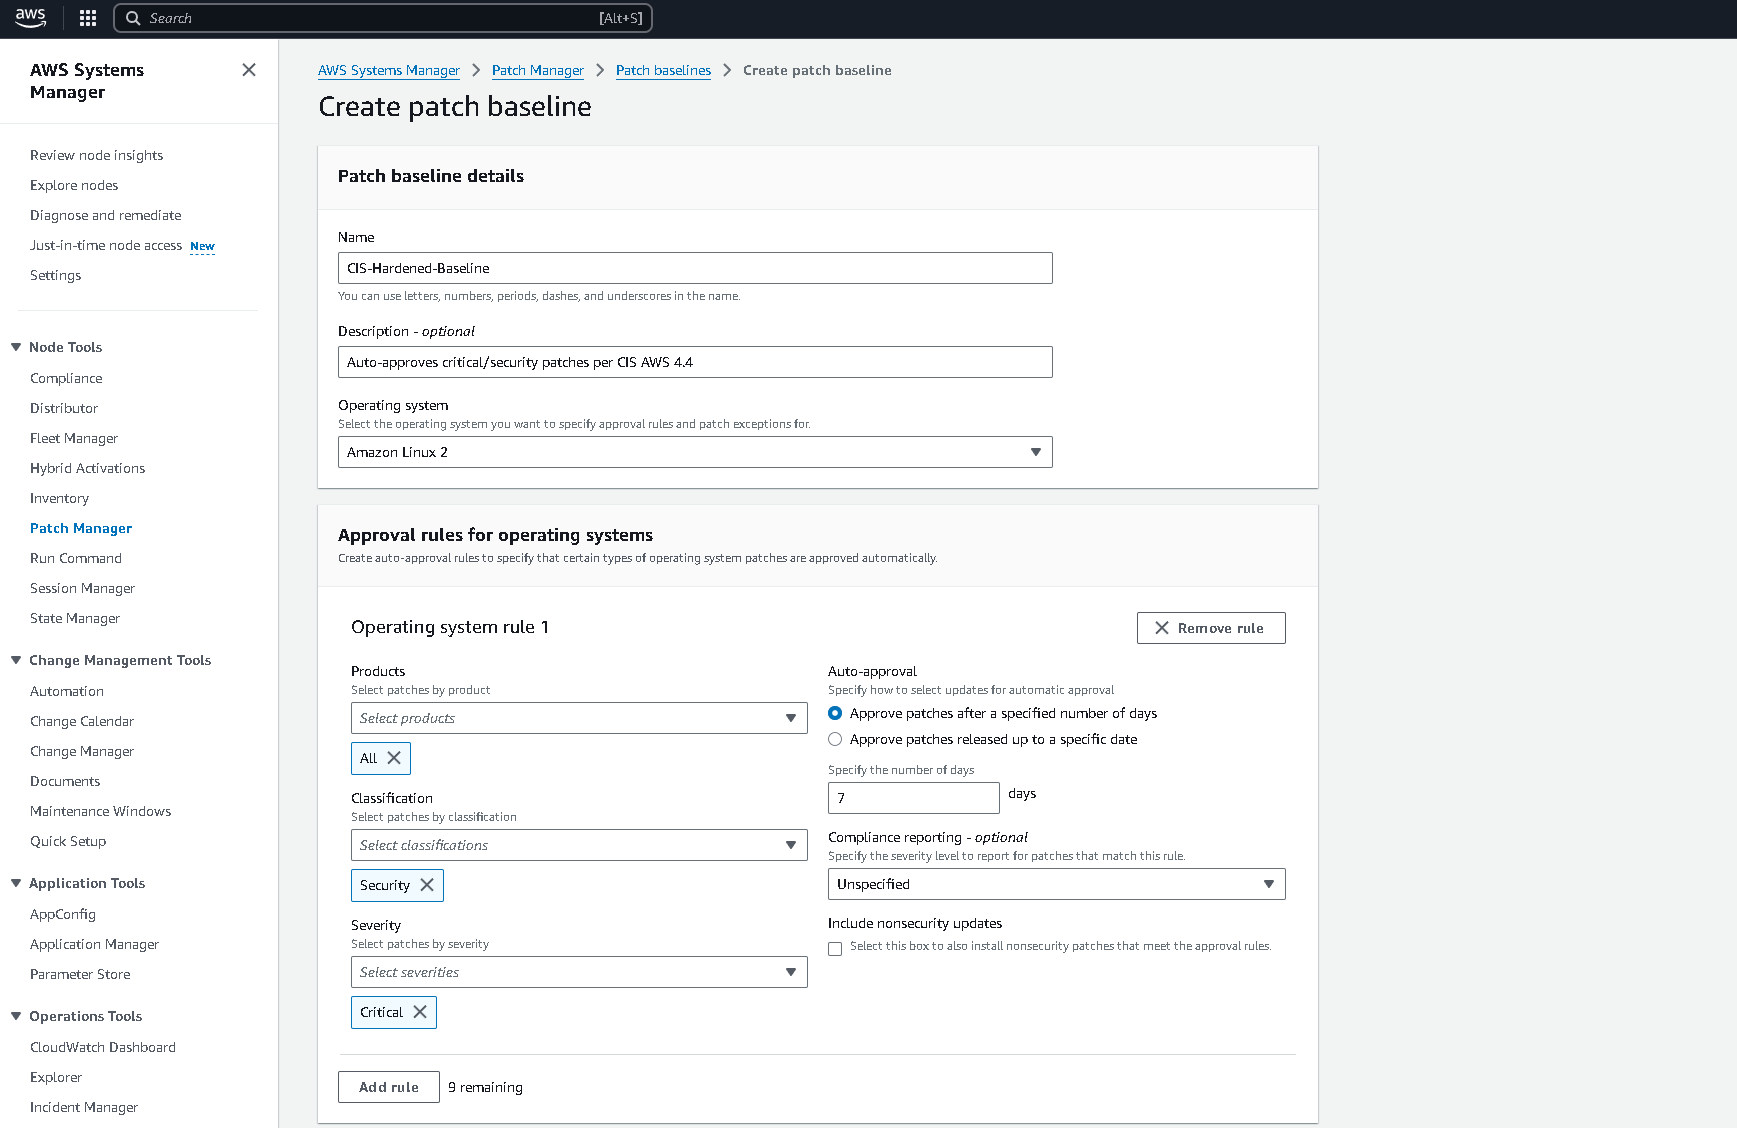 aws
Search
[Alt+S]
AWS Systems
Manager
Review node insights
Explore nodes
Diagnose and remediate
Just-in-time node access New
Settings
Node Tools
Compliance
Distributor
Fleet Manager
Hybrid Activations
Inventory
Patch Manager
Run Command
Session Manager
State Manager
Change Management Tools
Automation
Change Calendar
Change Manager
Documents
Maintenance Windows
Quick Setup
Application Tools
AppConfig
Application Manager
Parameter Store
Operations Tools
CloudWatch Dashboard
Explorer
Incident Manager
AWS Systems Manager > Patch Manager > Patch baselines > Create patch baseline
Create patch baseline
Patch baseline details
Name
CIS-Hardened-Baseline
You can use letters, numbers, periods, dashes, and underscores in the name.
Description - optional
Auto-approves critical/security patches per CIS AWS 4.4
Operating system
Select the operating system you want to specify approval rules and patch exceptions for.
Amazon Linux 2
Approval rules for operating systems
Create auto-approval rules to specify that certain types of operating system patches are approved automatically.
Operating system rule 1
Remove rule
Products
Select patches by product
Select products
All
Classification
Select patches by classification
Select classifications
Security
Severity
Select patches by severity
Select severities
Critical
Auto-approval
Specify how to select updates for automatic approval
Approve patches after a specified number of days
Approve patches released up to a specific date
Specify the number of days
7 days
Compliance reporting - optional
Specify the severity level to report for patches that match this rule.
Unspecified
Include nonsecurity updates
Select this box to also install nonsecurity patches that meet the approval rules.
Add rule 9 remaining